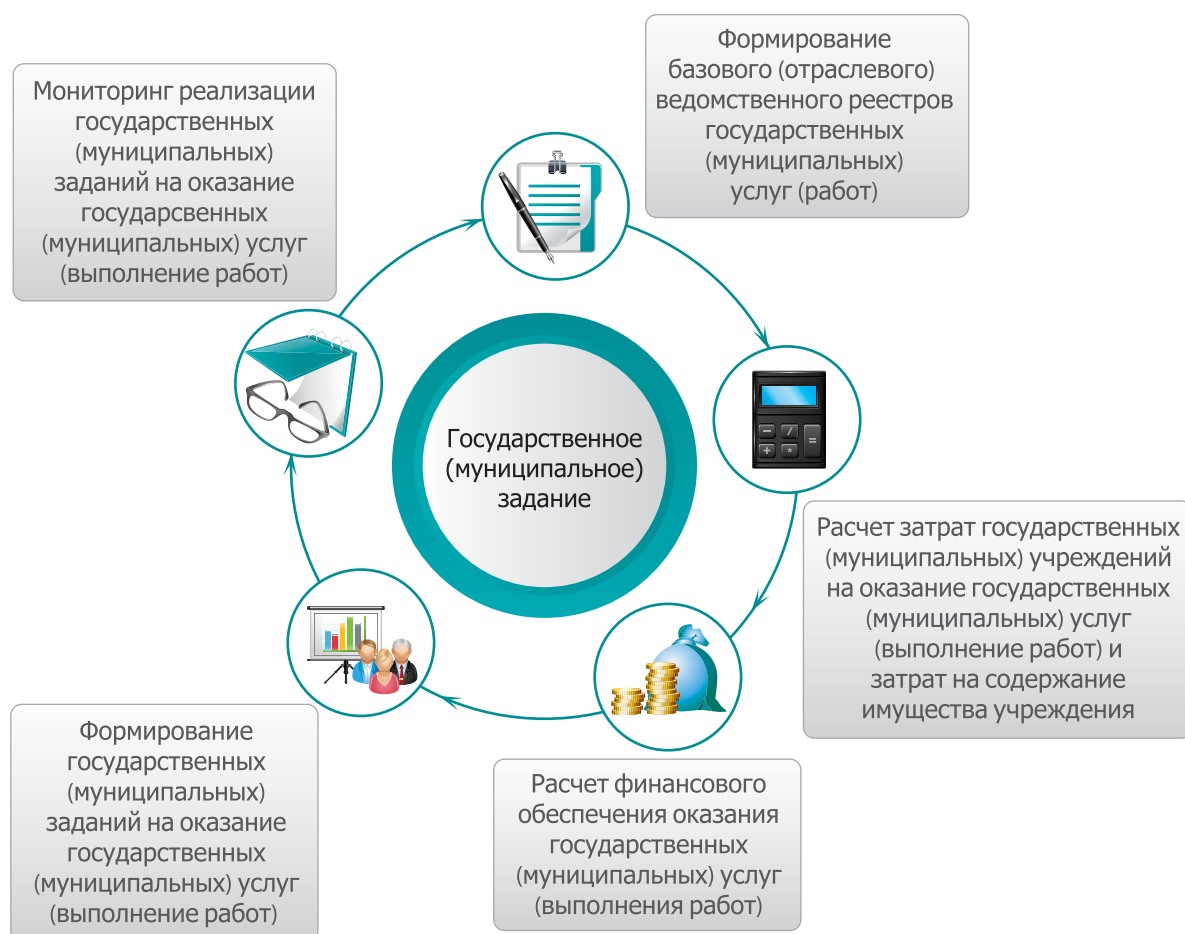 Формирование
базового (отраслевого)
ведомственного реестров
государственных
(муниципальных)
услуг (работ)
Мониторинг реализации
государственных
(муниципальных)
заданий на оказание
государсвенных
(муниципальных) услуг
(выполнение работ)
Государственное
(муниципальное)
задание
Расчет затрат государственных
(муниципальных) учреждений
на оказание государственных
(муниципальных) услуг
(выполнение работ) и
затрат на содержание
имущества учреждения
Формирование
государственных
(муниципальных)
заданий на оказание
государственных
(муниципальных) услуг
(выполнение работ)
Расчет финансового
обеспечения оказания
государственных
(муниципальных) услуг
(выполнения работ)